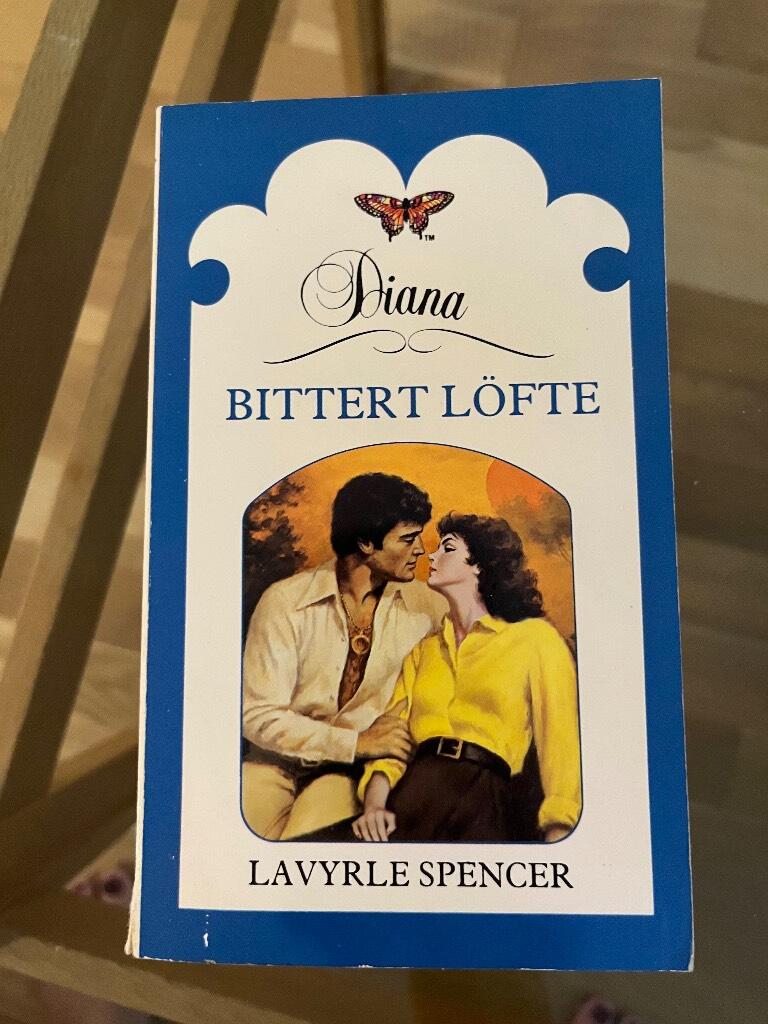 TM
Diana
BITTERT LÖFTE
LAVYRLE SPENCER